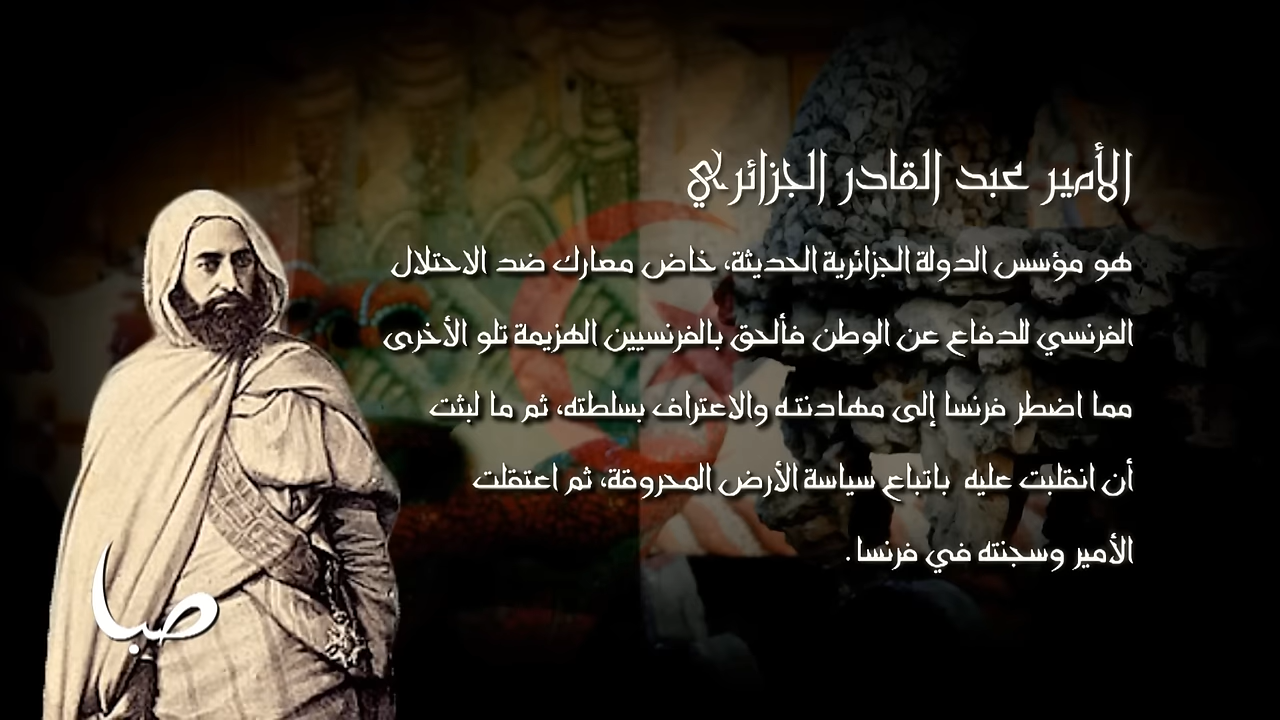 الأمير عبد القادر الجزائري
هو مؤسس الدولة الجزائرية الحديثة، خاض معارك ضد الاحتلال
الفرنسي للدفاع عن الوطن فألحق بالفرنسيين الهزيمة تلو الأخرى
مما اضطر فرنسا إلى مهادنته والاعتراف بسلطته، ثم ما لبثت
أن انقلبت عليه باتباع سياسة الأرض المحروقة، ثم اعتقلت
الأمير وسجنته في فرنسا.
صبا